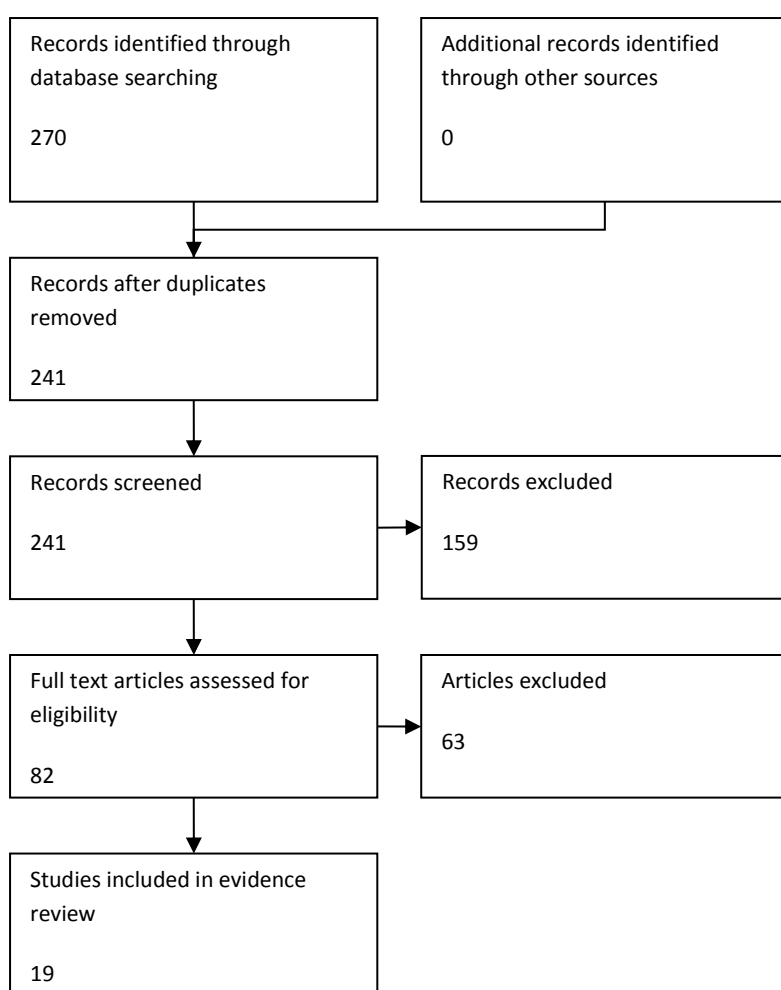 Records identified through
database searching
270
Additional records identified
through other sources
0
Records after duplicates
removed
241
Records screened
241
Records excluded
159
Full text articles assessed for
eligibility
82
Articles excluded
63
Studies included in evidence
review
19